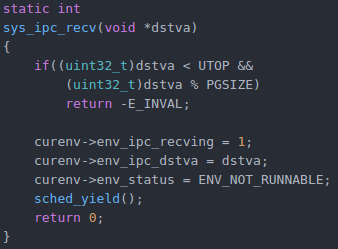 static int
sys_ipc_recv(void *dstva)
{
    if((uint32_t)dstva < UTOP &&
        (uint32_t)dstva % PGSIZE)
        return -E_INVAL;

    curenv->env_ipc_recving = 1;
    curenv->env_ipc_dstva = dstva;
    curenv->env_status = ENV_NOT_RUNNABLE;
    sched_yield();
    return 0;
}